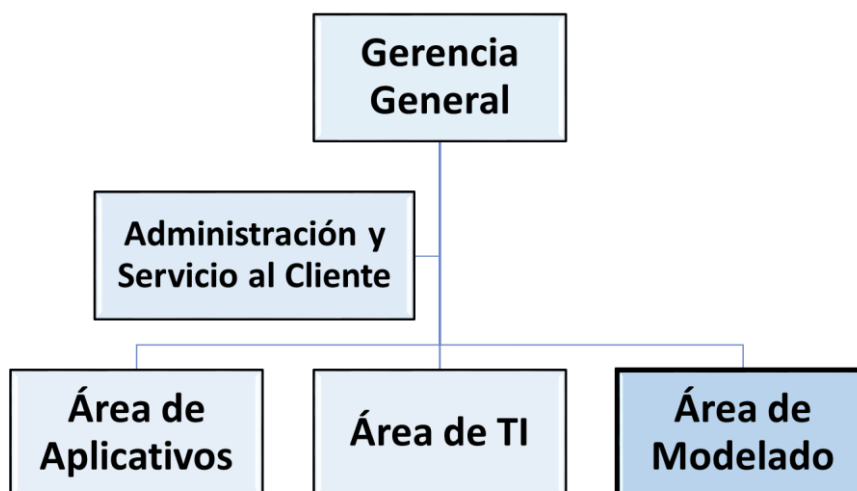 Gerencia
General
Administración y
Servicio al Cliente
Área de
Aplicativos
Área de TI
Área de
Modelado